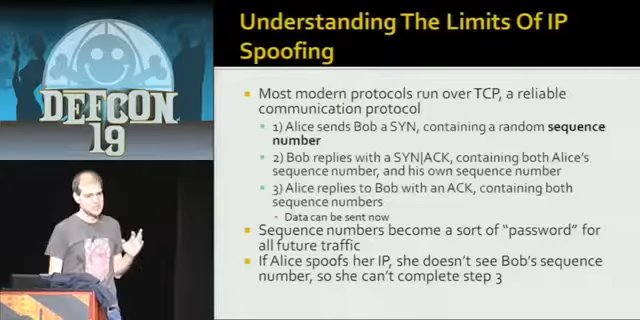 DEFCON
19
Understanding The Limits Of IP
Spoofing
Most modern protocols run over TCP, a reliable
communication protocol
1) Alice sends Bob a SYN, containing a random sequence
number
2) Bob replies with a SYN|ACK, containing both Alice's
sequence number, and his own sequence number
3) Alice replies to Bob with an ACK, containing both
sequence numbers
Data can be sent now
Sequence numbers become a sort of "password" for
all future traffic
If Alice spoofs her IP, she doesn't see Bob's sequence
number, so she can't complete step 3